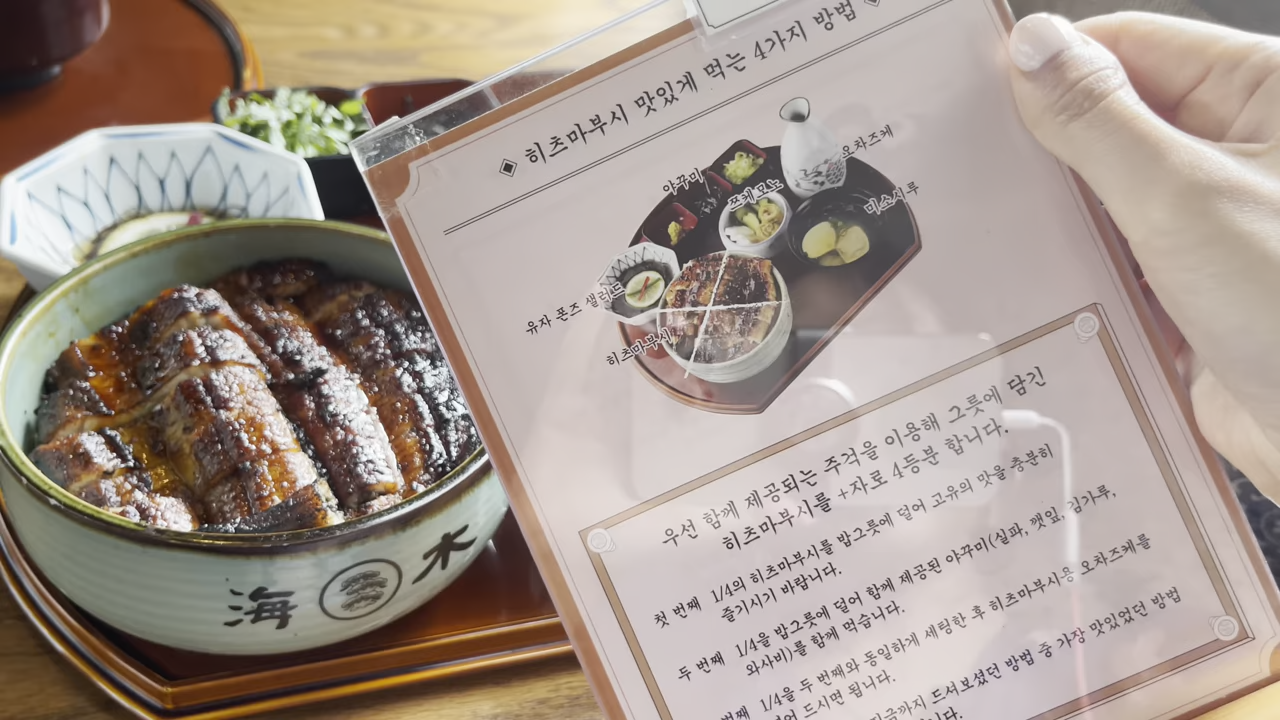 히츠마부시 맛있게 먹는 4가지 방법
오차즈케
아꾸미
쯔케모노
미소시루
유자 폰즈 샐러드
히츠마부시
우선 함께 제공되는 주걱을 이용해 그릇에 담긴
히츠마부시를 +자로 4등분 합니다.
첫 번째 1/4의 히츠마부시를 밥그릇에 덜어 고유의 맛을 충분히
즐기시기 바랍니다.
두 번째 1/4을 밥그릇에 덜어 함께 제공된 아꾸미(실파, 깻잎, 김가루,
와사비)를 함께 먹습니다.
번째 1/4을 두 번째와 동일하게 세팅한 후 히츠마부시용 오차즈케를
드시면 됩니다.
드셔보셨던 방법 중 가장 맛있었던 방법
海 木